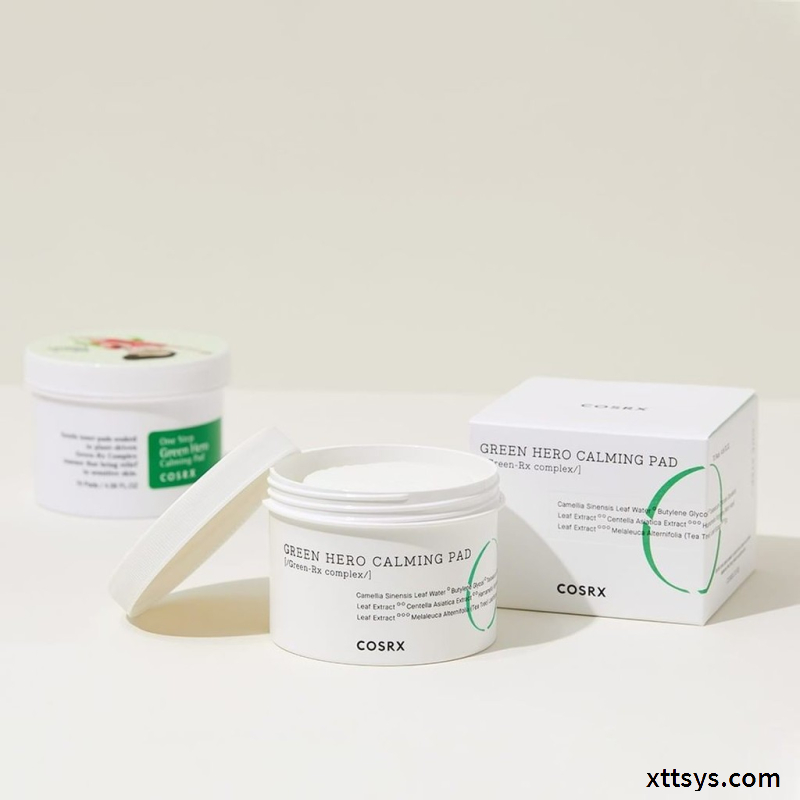 One Step
Green Hero
Calming Pad
COSRX
COSRX
GREEN HERO CALMING PAD
[/Green-Rx complex/]
Camellia Sinensis Leaf Water Butylene Glyco
Leaf Extract Centella Asiatica Extract
Leaf Extract Melaleuca Alternifolia (Tea Tree)
COSRX
GREEN HERO CALMING PAD
Green-Rx complex/]
Camellia Sinensis Leaf Water Butylene Glyco
Leaf Extract Centella Asiatica Extract
Leaf Extract Melaleuca Alternifolia (Tea Tree)
COSRX
xttsys.com